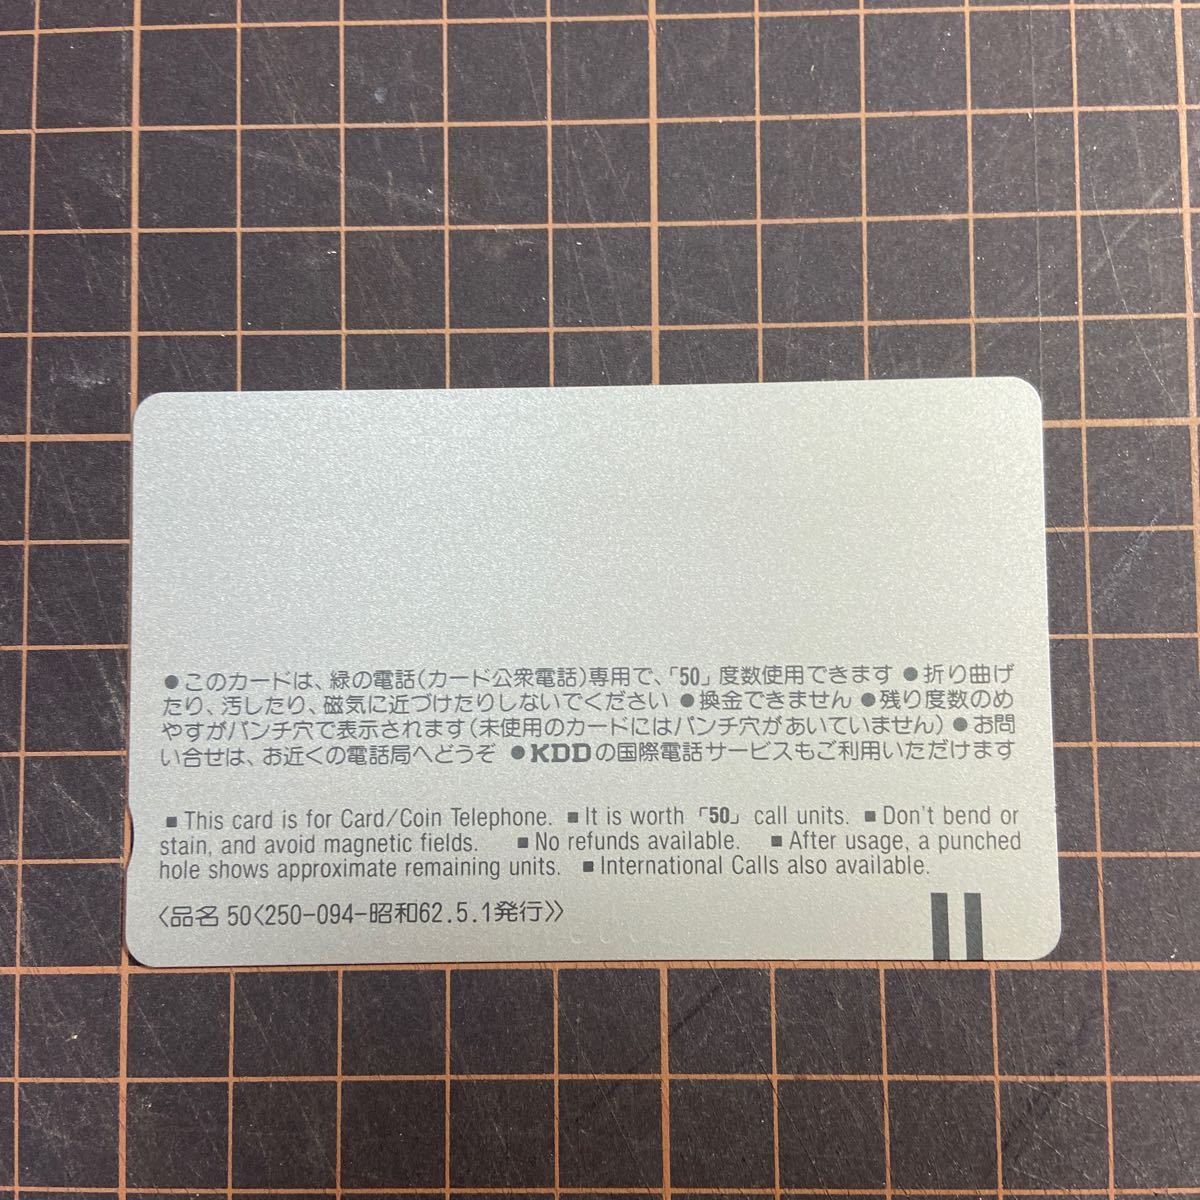 ●このカードは、緑の電話(カード公衆電話)専用で、「50」度数使用できます ●折り曲げ
たり、汚したり、磁気に近づけたりしないでください ●換金できません ●残り度数のめ
やすがパンチ穴で表示されます(未使用のカードにはパンチ穴があいていません) ●お問
い合せは、お近くの電話局へどうぞ ●KDDの国際電話サービスもご利用いただけます
■ This card is for Card/Coin Telephone. ■ It is worth 「50」 call units. ■ Don't bend or
stain, and avoid magnetic fields. ■ No refunds available. ■ After usage, a punched
hole shows approximate remaining units. ■ International Calls also available.
〈品名 50〈250-094-昭和62.5.1発行〉〉